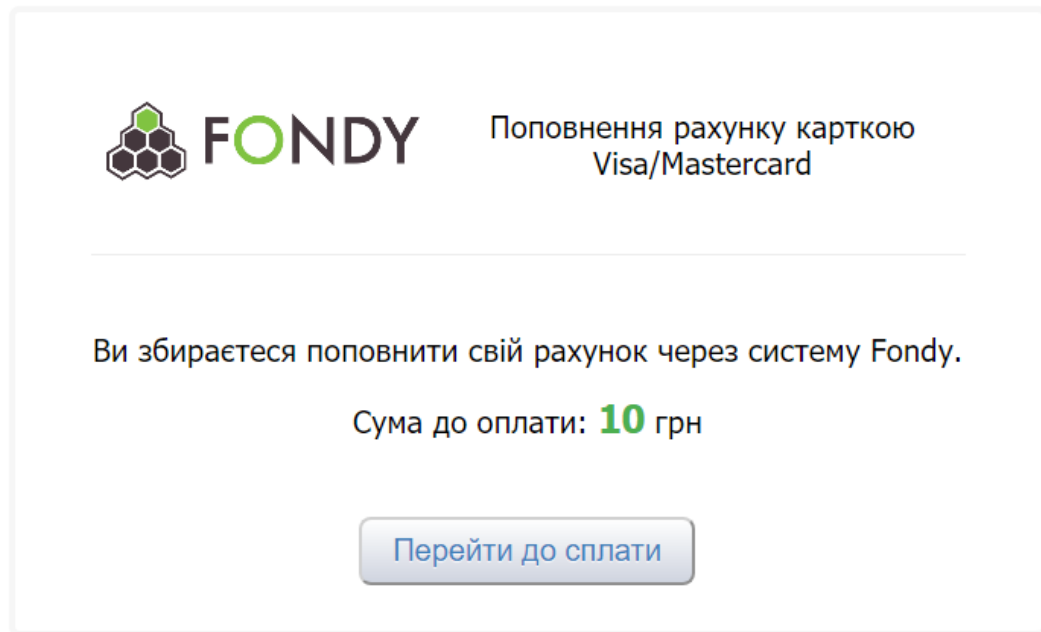 FONDY
Поповнення рахунку карткою
Visa/Mastercard
Ви збираєтеся поповнити свій рахунок через систему Fondy.
Сума до оплати: 10 грн
Перейти до сплати